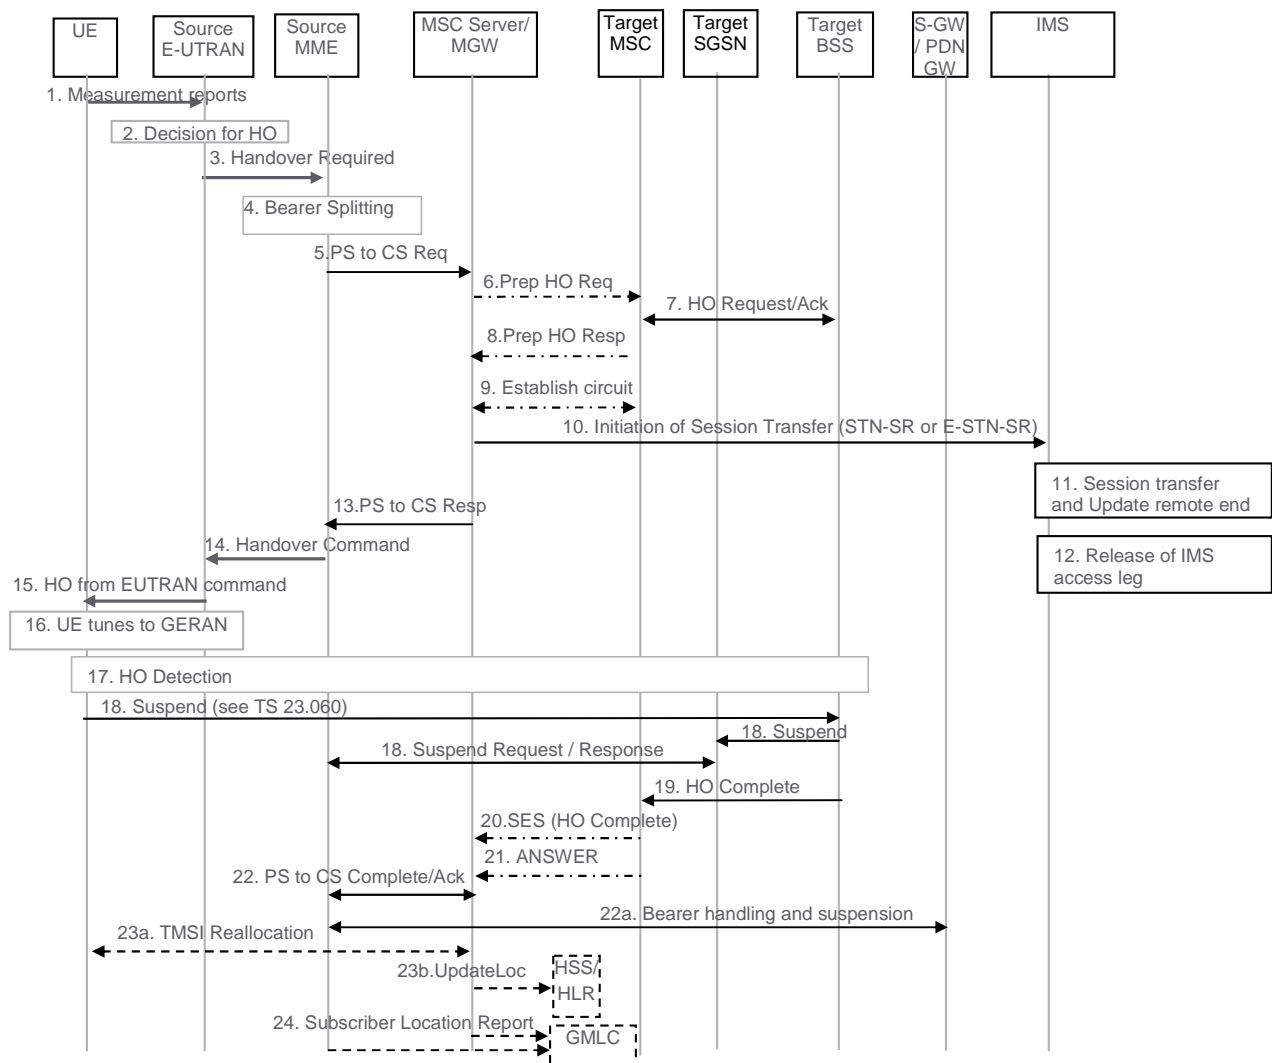 UE
Source
E-UTRAN
Source
MME
MSC Server/
MGW
Target
MSC
Target
SGSN
Target
BSS
S-GW
/ PDN
GW
IMS
1. Measurement reports
2. Decision for HO
3. Handover Required
4. Bearer Splitting
5.PS to CS Req
6.Prep HO Req
7. HO Request/Ack
8.Prep HO Resp
9. Establish circuit
10. Initiation of Session Transfer (STN-SR or E-STN-SR)
11. Session transfer
and Update remote end
13.PS to CS Resp
14. Handover Command
12. Release of IMS
access leg
15. HO from EUTRAN command
16. UE tunes to GERAN
17. HO Detection
18. Suspend (see TS 23.060)
18. Suspend
18. Suspend Request / Response
19. HO Complete
20.SES (HO Complete)
21. ANSWER
22. PS to CS Complete/Ack
22a. Bearer handling and suspension
23a. TMSI Reallocation
23b.UpdateLoc
HSS/
HLR
24. Subscriber Location Report
GMLC